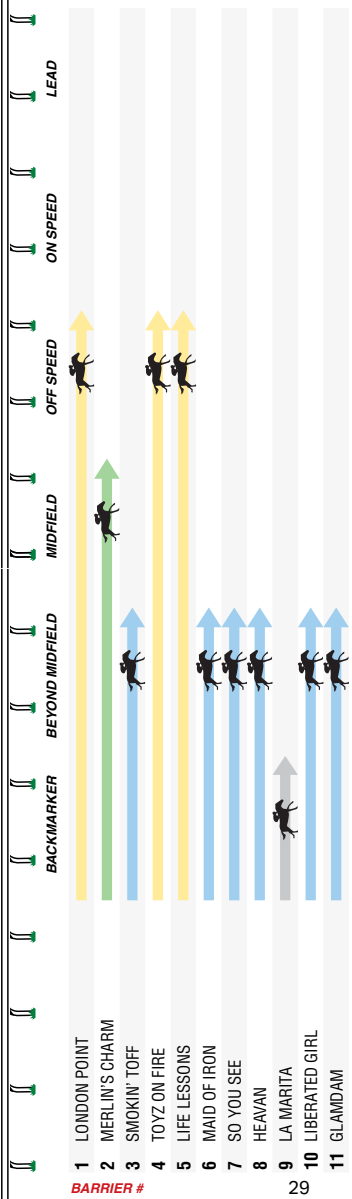 BACKMARKER BEYOND MIDFIELD MIDFIELD OFF SPEED ON SPEED LEAD
1 LONDON POINT
2 MERLIN'S CHARM
3 SMOKIN' TOFF
4 TOYZ ON FIRE
5 LIFE LESSONS
6 MAID OF IRON
7 SO YOU SEE
8 HEAVAN
9 LA MARITA
10 LIBERATED GIRL
11 GLAMDAM
BARRIER #
29